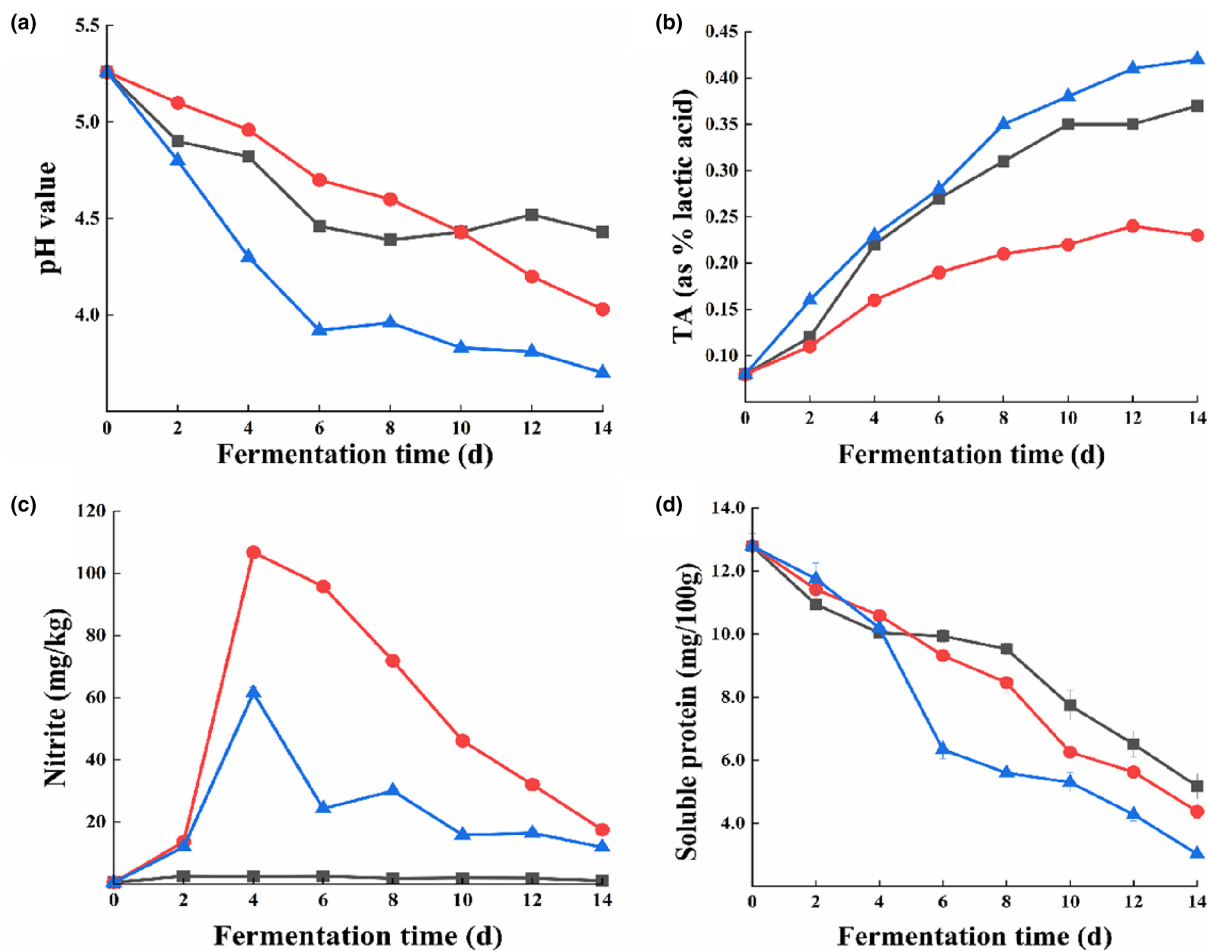 (a)
5.5
5.0
4.5
4.0
pH value
0 2 4 6 8 10 12 14
Fermentation time (d)
(b)
0.45
0.40
0.35
0.30
0.25
0.20
0.15
0.10
TA (as % lactic acid)
0 2 4 6 8 10 12 14
Fermentation time (d)
(c)
120
100
80
60
40
20
Nitrite (mg/kg)
0 2 4 6 8 10 12 14
Fermentation time (d)
(d)
14.0
12.0
10.0
8.0
6.0
4.0
Soluble protein (mg/100g)
0 2 4 6 8 10 12 14
Fermentation time (d)